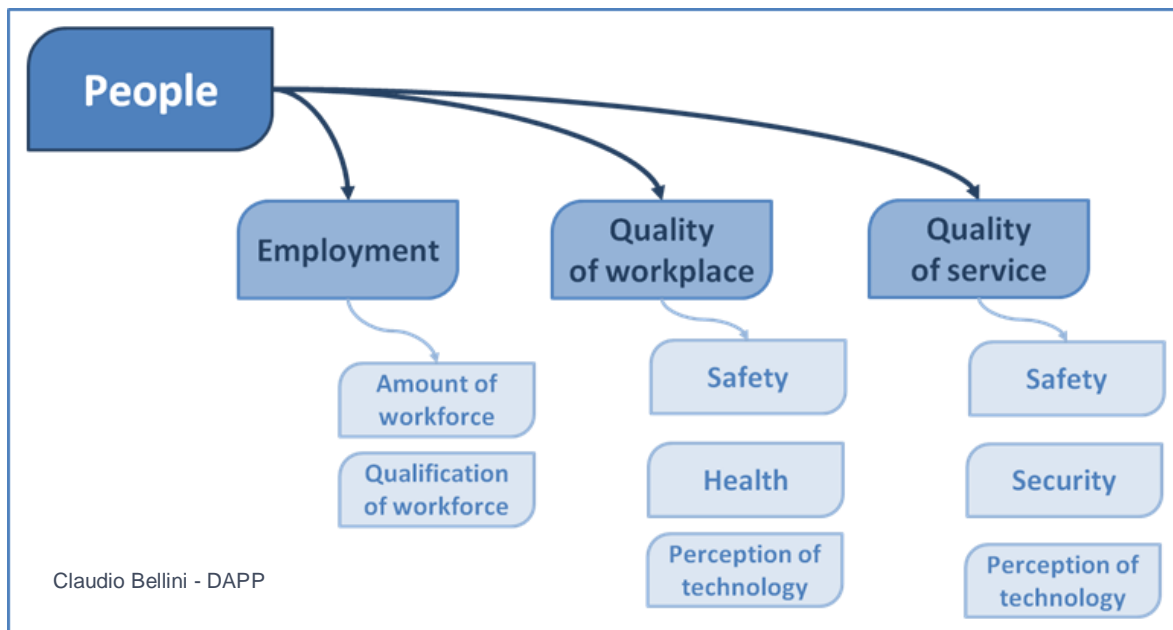 People
Employment
Quality
of workplace
Quality
of service
Amount of
workforce
Qualification
of workforce
Safety
Health
Perception of
technology
Safety
Security
Perception of
technology
Claudio Bellini - DAPP